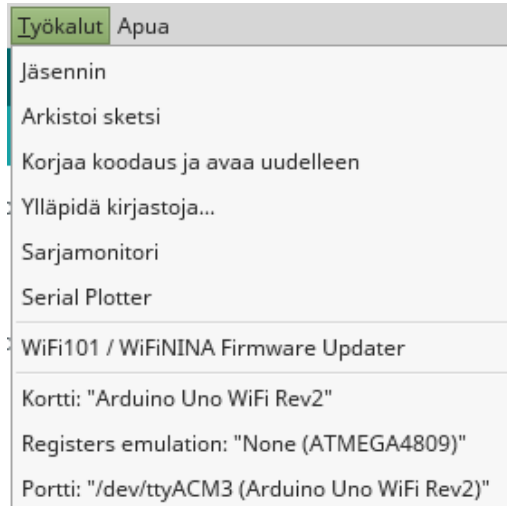 Työkalut Apua
Jäsennin
Arkistoi sketsi
Korjaa koodaus ja avaa uudelleen
Ylläpidä kirjastoja...
Sarjamonitori
Serial Plotter
WiFi101 / WiFiNINA Firmware Updater
Kortti: "Arduino Uno WiFi Rev2"
Registers emulation: "None (ATMEGA4809)"
Portti: "/dev/ttyACM3 (Arduino Uno WiFi Rev2)"